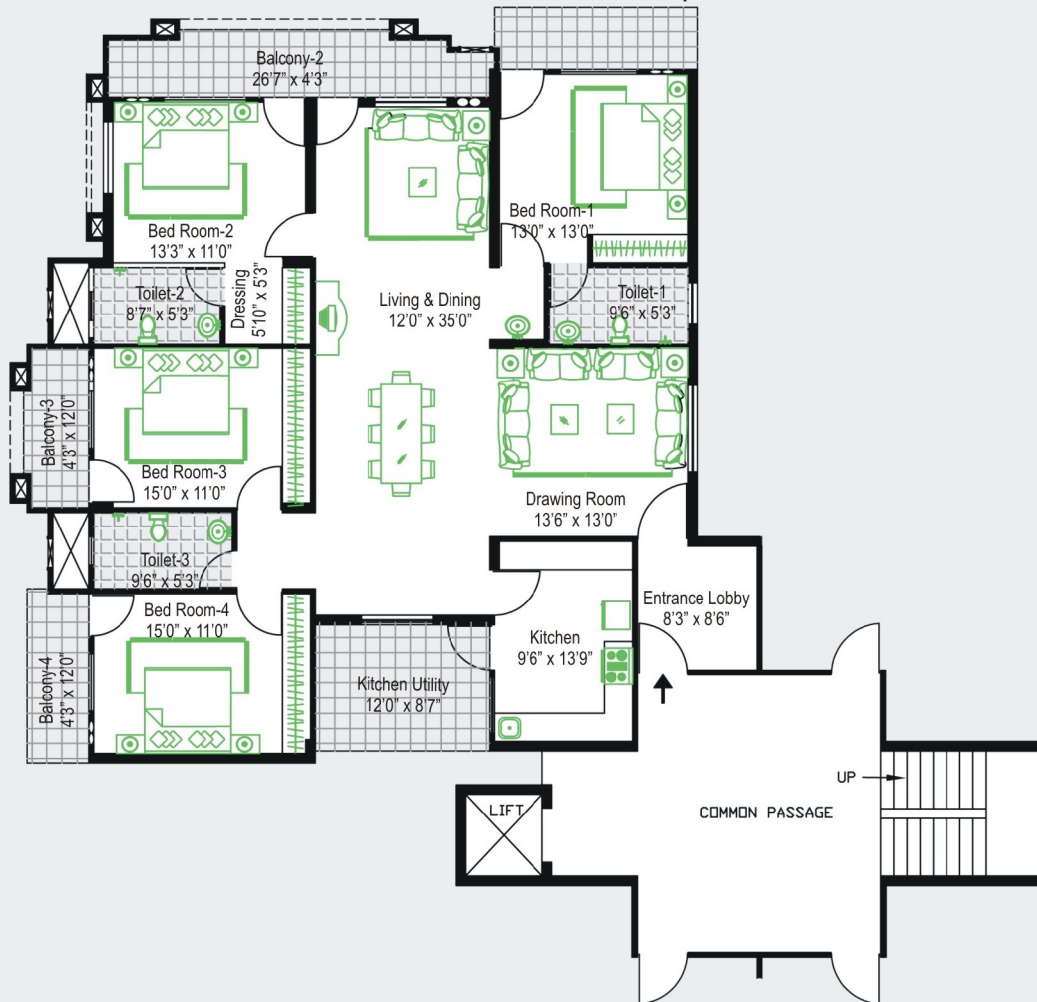 Balcony-2
26'7" x 4'3"
Bed Room-1
13'0" x 13'0"
Bed Room-2
13'3" x 11'0"
Dressing
5'10" x 5'3"
Toilet-2
8'7" x 5'3"
Living & Dining
12'0" x 35'0"
Toilet-1
9'6" x 5'3"
Balcony-3
4'3" x 12'0"
Bed Room-3
15'0" x 11'0"
Drawing Room
13'6" x 13'0"
Toilet-3
9'6" x 5'3"
Bed Room-4
15'0" x 11'0"
Entrance Lobby
8'3" x 8'6"
Kitchen
9'6" x 13'9"
Balcony-4
4'3" x 12'0"
Kitchen Utility
12'0" x 8'7"
UP
LIFT
COMMON PASSAGE